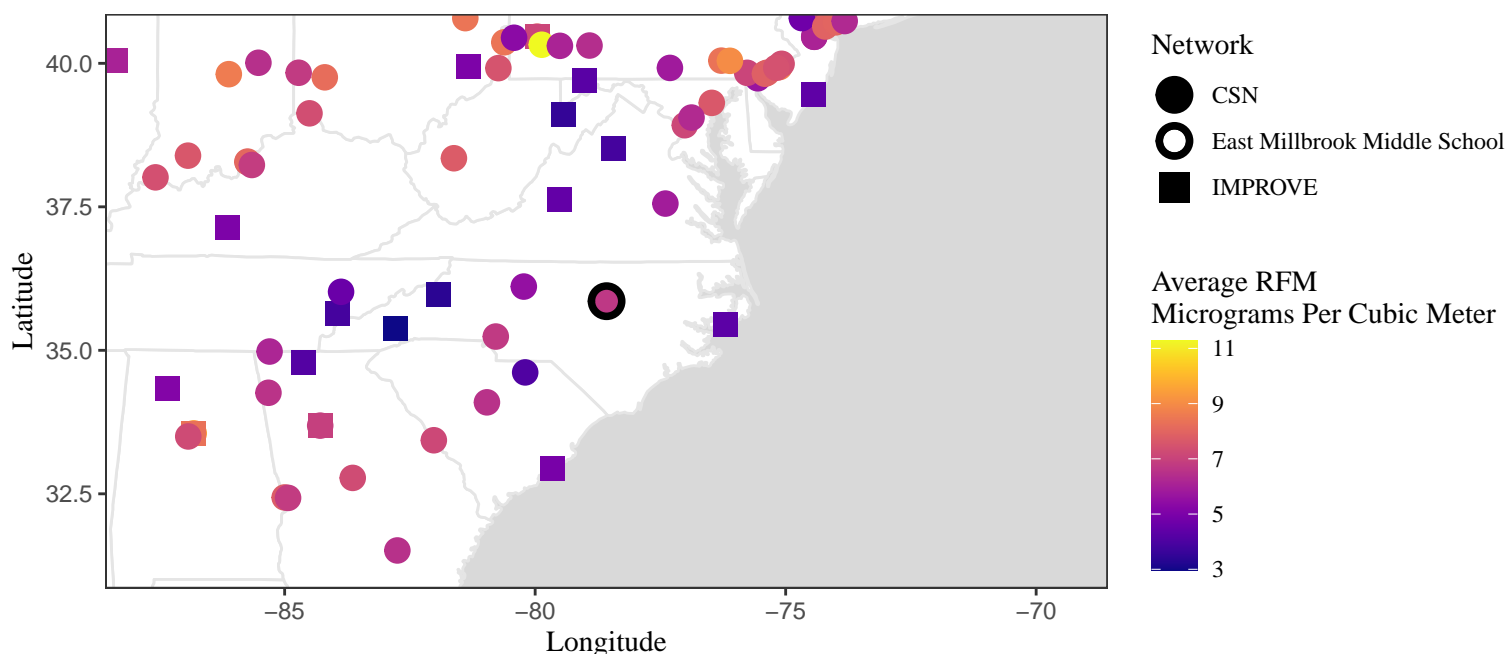 Network
CSN
East Millbrook Middle School
IMPROVE
Average RFM
Micrograms Per Cubic Meter
11
9
7
5
3
Latitude
40.0
37.5
35.0
32.5
−85
−80
−75
−70
Longitude